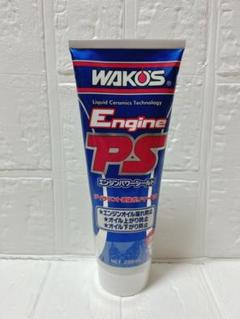 WAKO'S
Liquid Ceramics Technology
Engine
PS
エンジンパワーシールド
★エンジンオイル漏れ防止
★オイル上がり防止
★オイル下がり防止